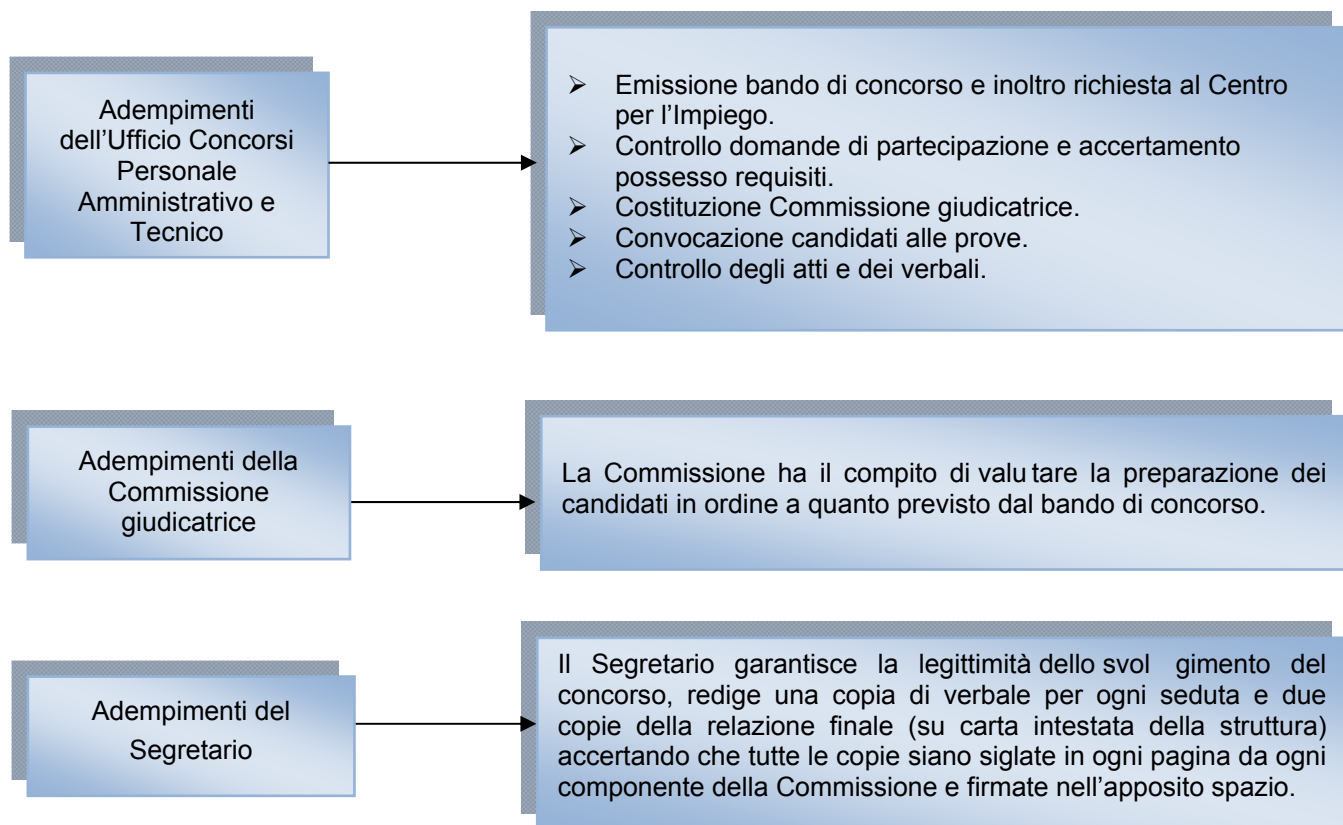 Adempimenti
dell’Ufficio Concorsi
Personale
Amministrativo e
Tecnico
➢ Emissione bando di concorso e inoltro richiesta al Centro
per l’Impiego.
➢ Controllo domande di partecipazione e accertamento
possesso requisiti.
➢ Costituzione Commissione giudicatrice.
➢ Convocazione candidati alle prove.
➢ Controllo degli atti e dei verbali.
Adempimenti della
Commissione
giudicatrice
La Commissione ha il compito di valu tare la preparazione dei
candidati in ordine a quanto previsto dal bando di concorso.
Adempimenti del
Segretario
Il Segretario garantisce la legittimità dello svol gimento del
concorso, redige una copia di verbale per ogni seduta e due
copie della relazione finale (su carta intestata della struttura)
accertando che tutte le copie siano siglate in ogni pagina da ogni
componente della Commissione e firmate nell’apposito spazio.